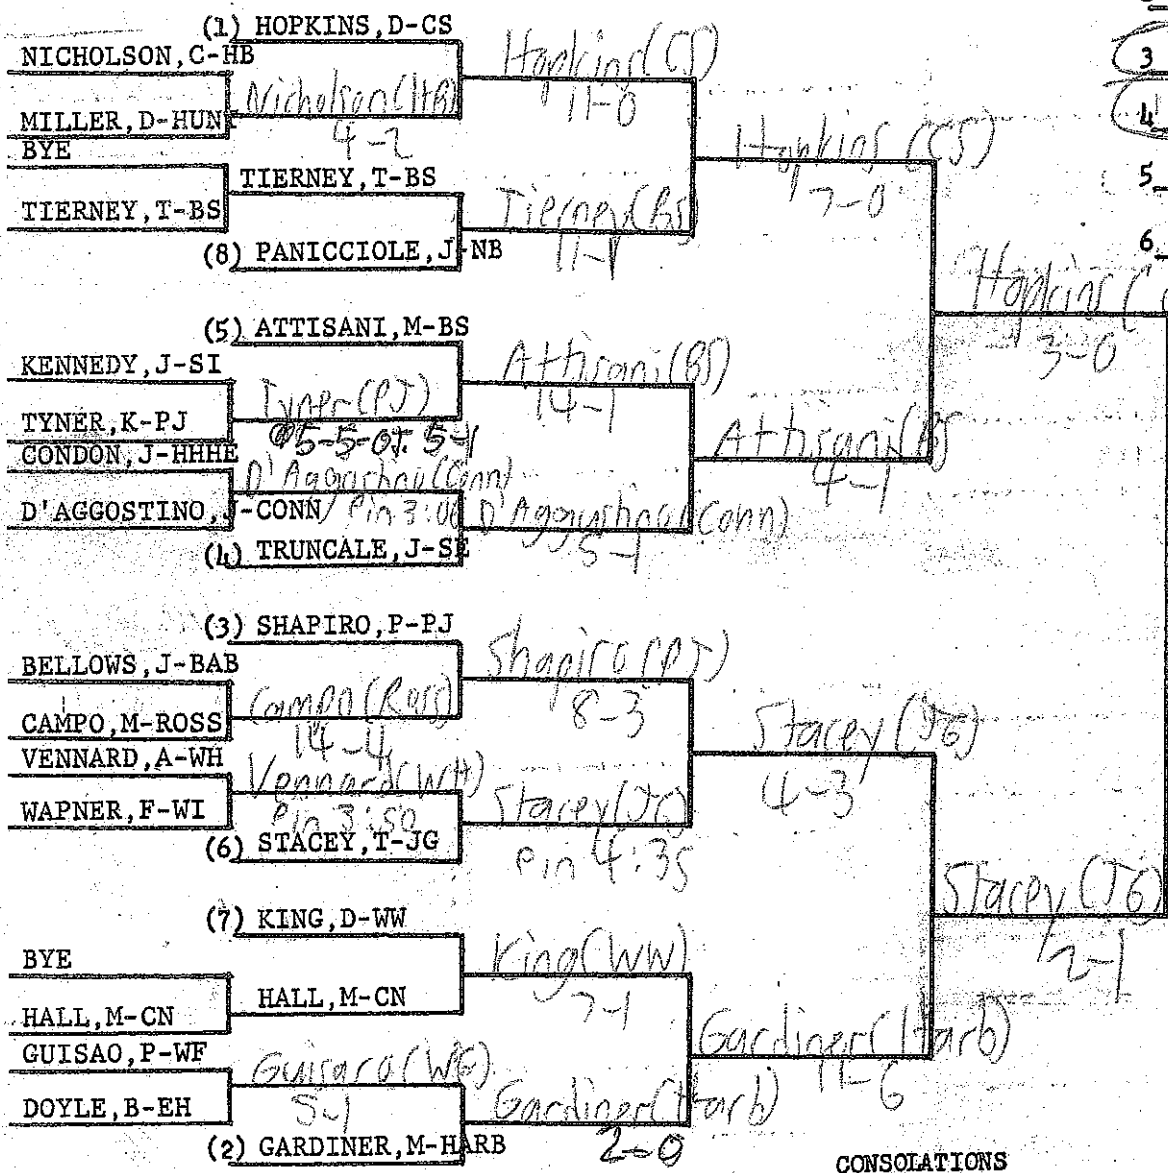 (1) HOPKINS, D-CS
NICHOLSON, C-HB
Hopkins (CS)
11-0
3
Nicholson (HB)
4-2
MILLER, D-HUNT
4
BYE
Hopkins (CS)
7-0
TIERNEY, T-BS
5
TIERNEY, T-BS
Tierney (BS)
11-1
(8) PANICCIOLE, J-NB
6
Hopkins (C
3-0
(5) ATTISANI, M-BS
KENNEDY, J-SI
Attisani (BS)
14-1
Tyner (PJ)
5-5 OT 5-1
TYNER, K-PJ
CONDON, J-HHHE
Attisani (BS
4-1
D'Aggostino (Conn)
Pin 3:00
D'AGGOSTINO, J-CONN
D'Aggostino (Conn)
5-1
(4) TRUNCALE, J-SE
(3) SHAPIRO, P-PJ
BELLOWS, J-BAB
Shapiro (PJ)
8-3
Campo (Ross)
14-4
CAMPO, M-ROSS
VENNARD, A-WH
Stacey (JG)
4-3
Vennard (WH)
Pin 3:50
WAPNER, F-WI
Stacey (JG)
Pin 4:35
(6) STACEY, T-JG
Stacey (JG)
2-1
(7) KING, D-WW
BYE
King (WW)
7-1
HALL, M-CN
HALL, M-CN
GUISAO, P-WF
Gardiner (Harb)
11-6
5-1
DOYLE, B-EH
Gardiner (Harb)
2-0
(2) GARDINER, M-HARB
CONSOLATIONS